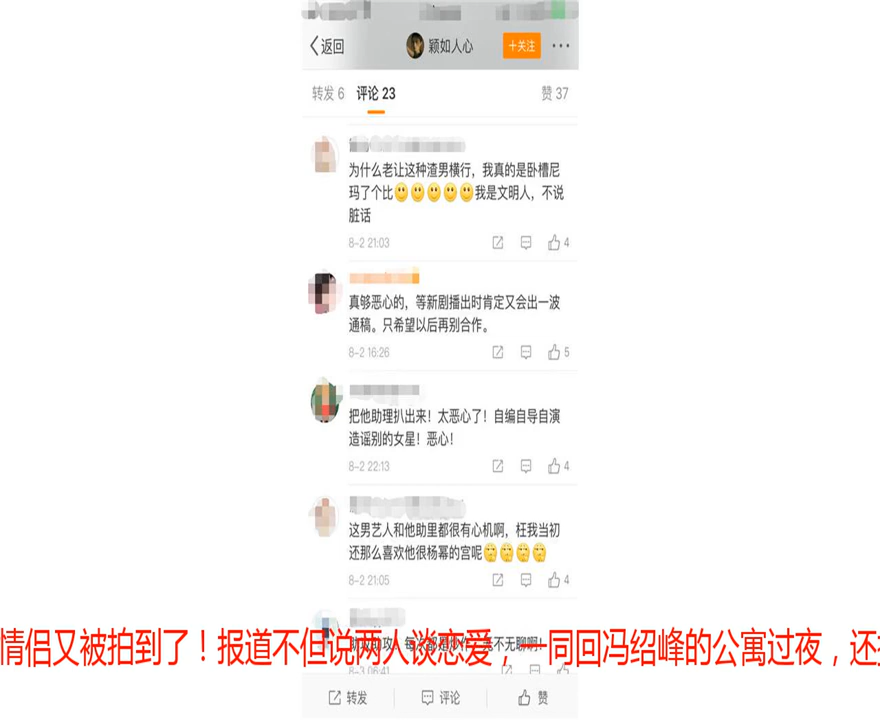 返回
颖如人心
+关注
转发 6 评论 23
赞 37
为什么老让这种渣男横行，我真的是卧槽尼
玛了个比🙂🙂🙂🙂🙂我是文明人，不说
脏话
8-2 21:03
4
真够恶心的，等新剧播出时肯定又会出一波
通稿。只希望以后再别合作。
8-2 16:26
5
把他助理扒出来！太恶心了！自编自导自演
造谣别的女星！恶心！
8-2 22:13
4
这男艺人和他助里都很有心机啊，枉我当初
还那么喜欢他很杨幂的宫呢🤔🤔🤔🤔
8-2 21:05
4
情侣又被拍到了！报道不但说两人谈恋爱，一同回冯绍峰的公寓过夜，还
8-3 06:41
转发 评论 赞